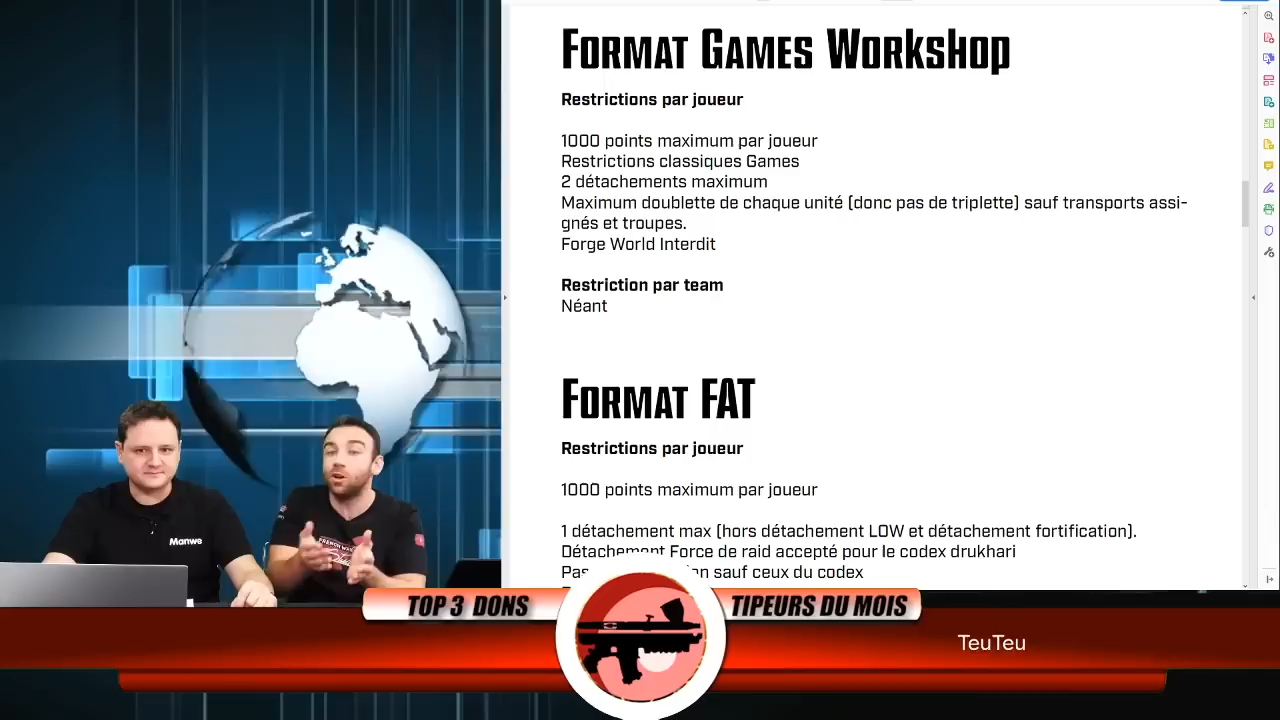 FORMAT GAMES WORKSHOP
Restrictions par joueur
1000 points maximum par joueur
Restrictions classiques Games
2 détachements maximum
Maximum doublette de chaque unité (donc pas de triplette) sauf transports assi-
gnés et troupes.
Forge World Interdit
Restriction par team
Néant
FORMAT FAT
Restrictions par joueur
1000 points maximum par joueur
1 détachement max (hors détachement LOW et détachement fortification).
Détachement Force de raid accepté pour le codex drukhari
Pas sauf ceux du codex
Manwe
TOP 3 DONS
TIPEURS DU MOIS
TeuTeu